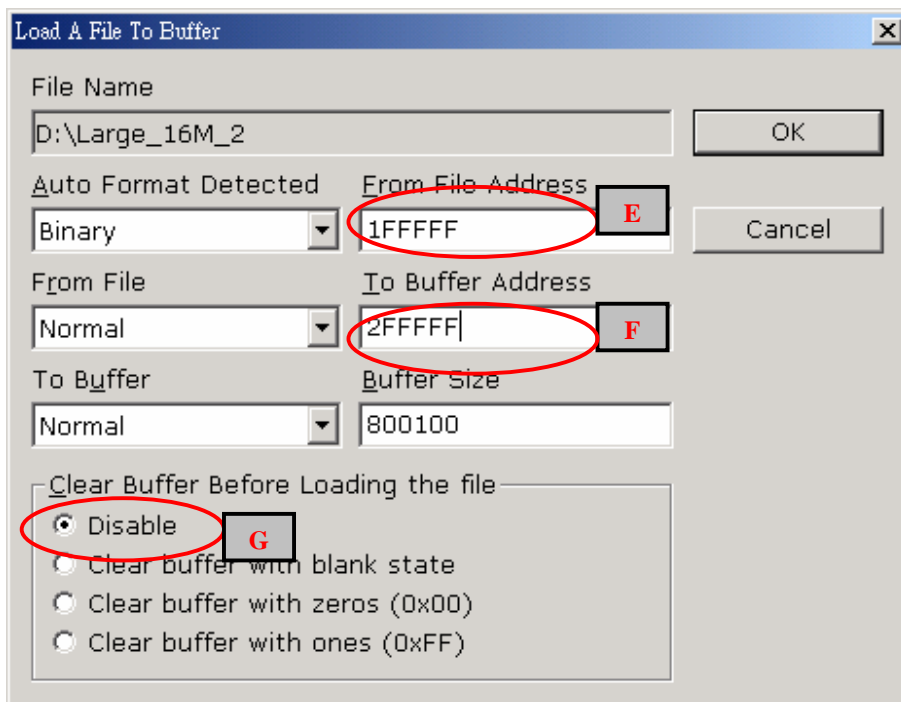 Load A File To Buffer
File Name
D:\Large_16M_2
OK
Auto Format Detected
From File Address
Binary
1FFFFF
E
Cancel
From File
To Buffer Address
Normal
2FFFFF
F
To Buffer
Buffer Size
Normal
800100
Clear Buffer Before Loading the file
Disable
G
Clear buffer with blank state
Clear buffer with zeros (0x00)
Clear buffer with ones (0xFF)